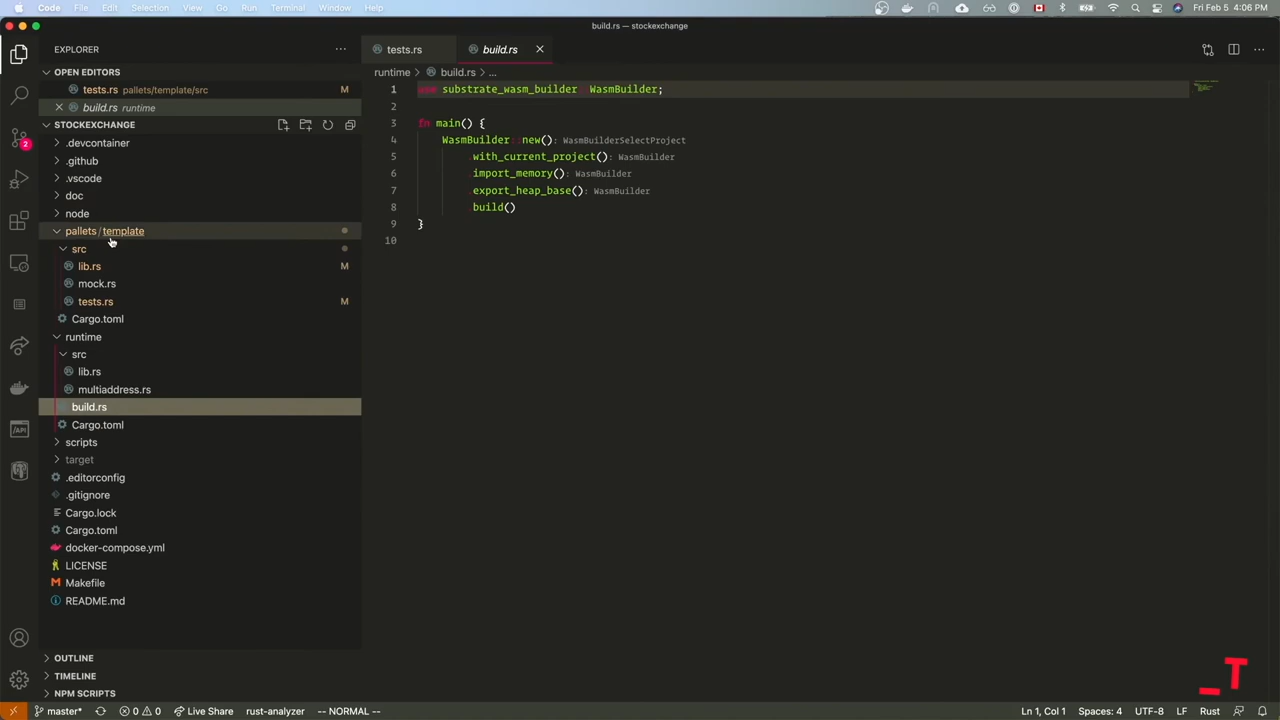 Code File Edit Selection View Go Run Terminal Window Help Fri Feb 5 4:06 PM
build.rs — stockexchange
EXPLORER ...
tests.rs build.rs
OPEN EDITORS
tests.rs pallets/template/src M
build.rs runtime
STOCKEXCHANGE
.devcontainer
.github
.vscode
doc
node
pallets / template
src
lib.rs M
mock.rs
tests.rs M
Cargo.toml
runtime
src
lib.rs
multiaddress.rs
build.rs
Cargo.toml
scripts
target
.editorconfig
.gitignore
Cargo.lock
Cargo.toml
docker-compose.yml
LICENSE
Makefile
README.md
OUTLINE
TIMELINE
NPM SCRIPTS
2
/API
runtime > build.rs > ...
1 use substrate_wasm_builder WasmBuilder;
2
3 fn main() {
4 WasmBuilder new() : WasmBuilderSelectProject
5 .with_current_project() : WasmBuilder
6 .import_memory() : WasmBuilder
7 .export_heap_base() : WasmBuilder
8 build()
9 }
10
_T
master* 0 0 Live Share rust-analyzer -- NORMAL -- Ln 1, Col 1 Spaces: 4 UTF-8 LF Rust